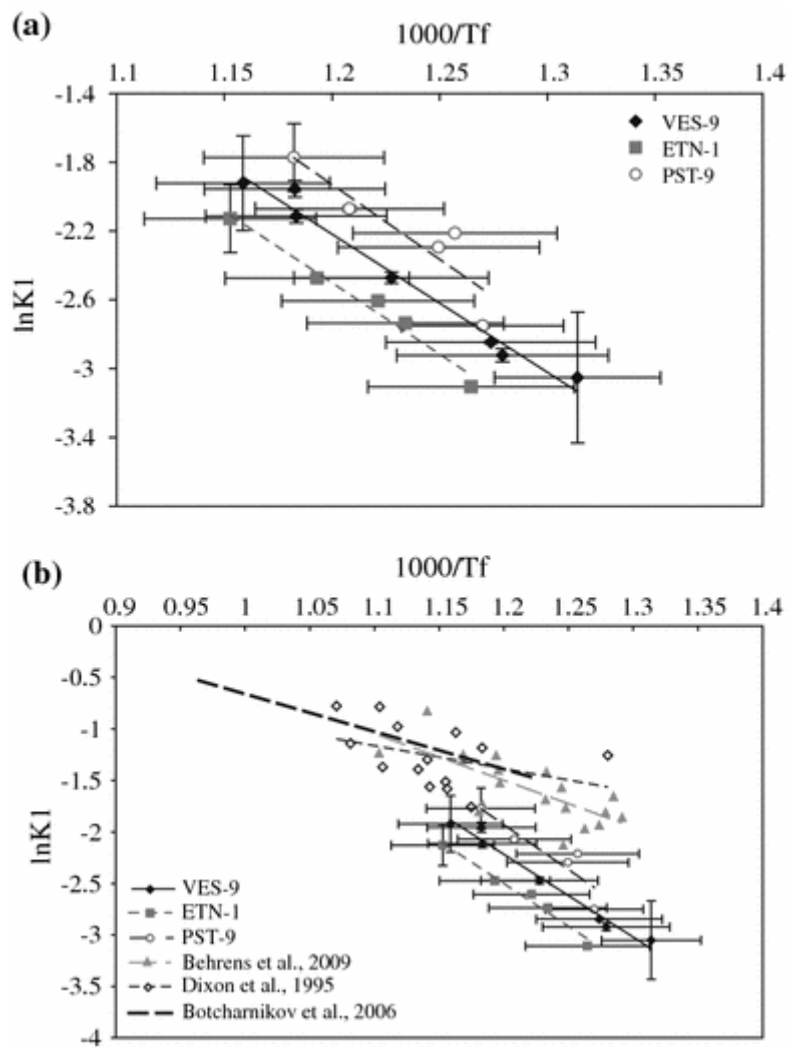 (a)
1000/Tf
1.1 1.15 1.2 1.25 1.3 1.35 1.4
-1.4
-1.8
-2.2
-2.6
-3
-3.4
-3.8
lnK1
VES-9
ETN-1
PST-9
(b)
1000/Tf
0.9 0.95 1 1.05 1.1 1.15 1.2 1.25 1.3 1.35 1.4
0
-0.5
-1
-1.5
-2
-2.5
-3
-3.5
-4
lnK1
VES-9
ETN-1
PST-9
Behrens et al., 2009
Dixon et al., 1995
Botcharnikov et al., 2006